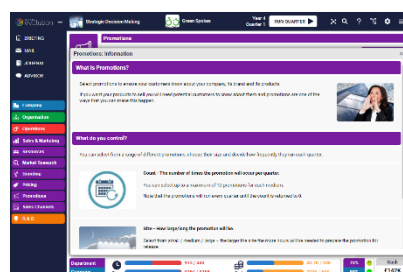 Evolution
Strategic Decision Making
Green System
Year 4
Quarter 1
RUN QUARTER
BRIEFING
MAIL
JOURNAL
ADVISOR
Company
Organisation
Operations
Sales & Marketing
Resources
Market Research
Branding
Pricing
Promotions
Sales Channels
R & D
Promotions
Promotions: Information
What is Promotions?
Select promotions to ensure your customers know about your company, its brand and its products.
If you want your products to sell you will need potential customers to know about them and promotions are one of the
ways that you can make this happen.
What do you control?
You can select from a range of different promotions, choose their size and decide how frequently they run each quarter.
Count - The number of times the promotion will occur per quarter.
You can select up to a maximum of 10 promotions for each medium.
Note that the promotions will run every quarter until the count is returned to 0.
Size - How large/long the promotion will be.
Select from small / medium / large - the larger the size the more hours will be needed to prepare the promotion for
release.
Department
£142K